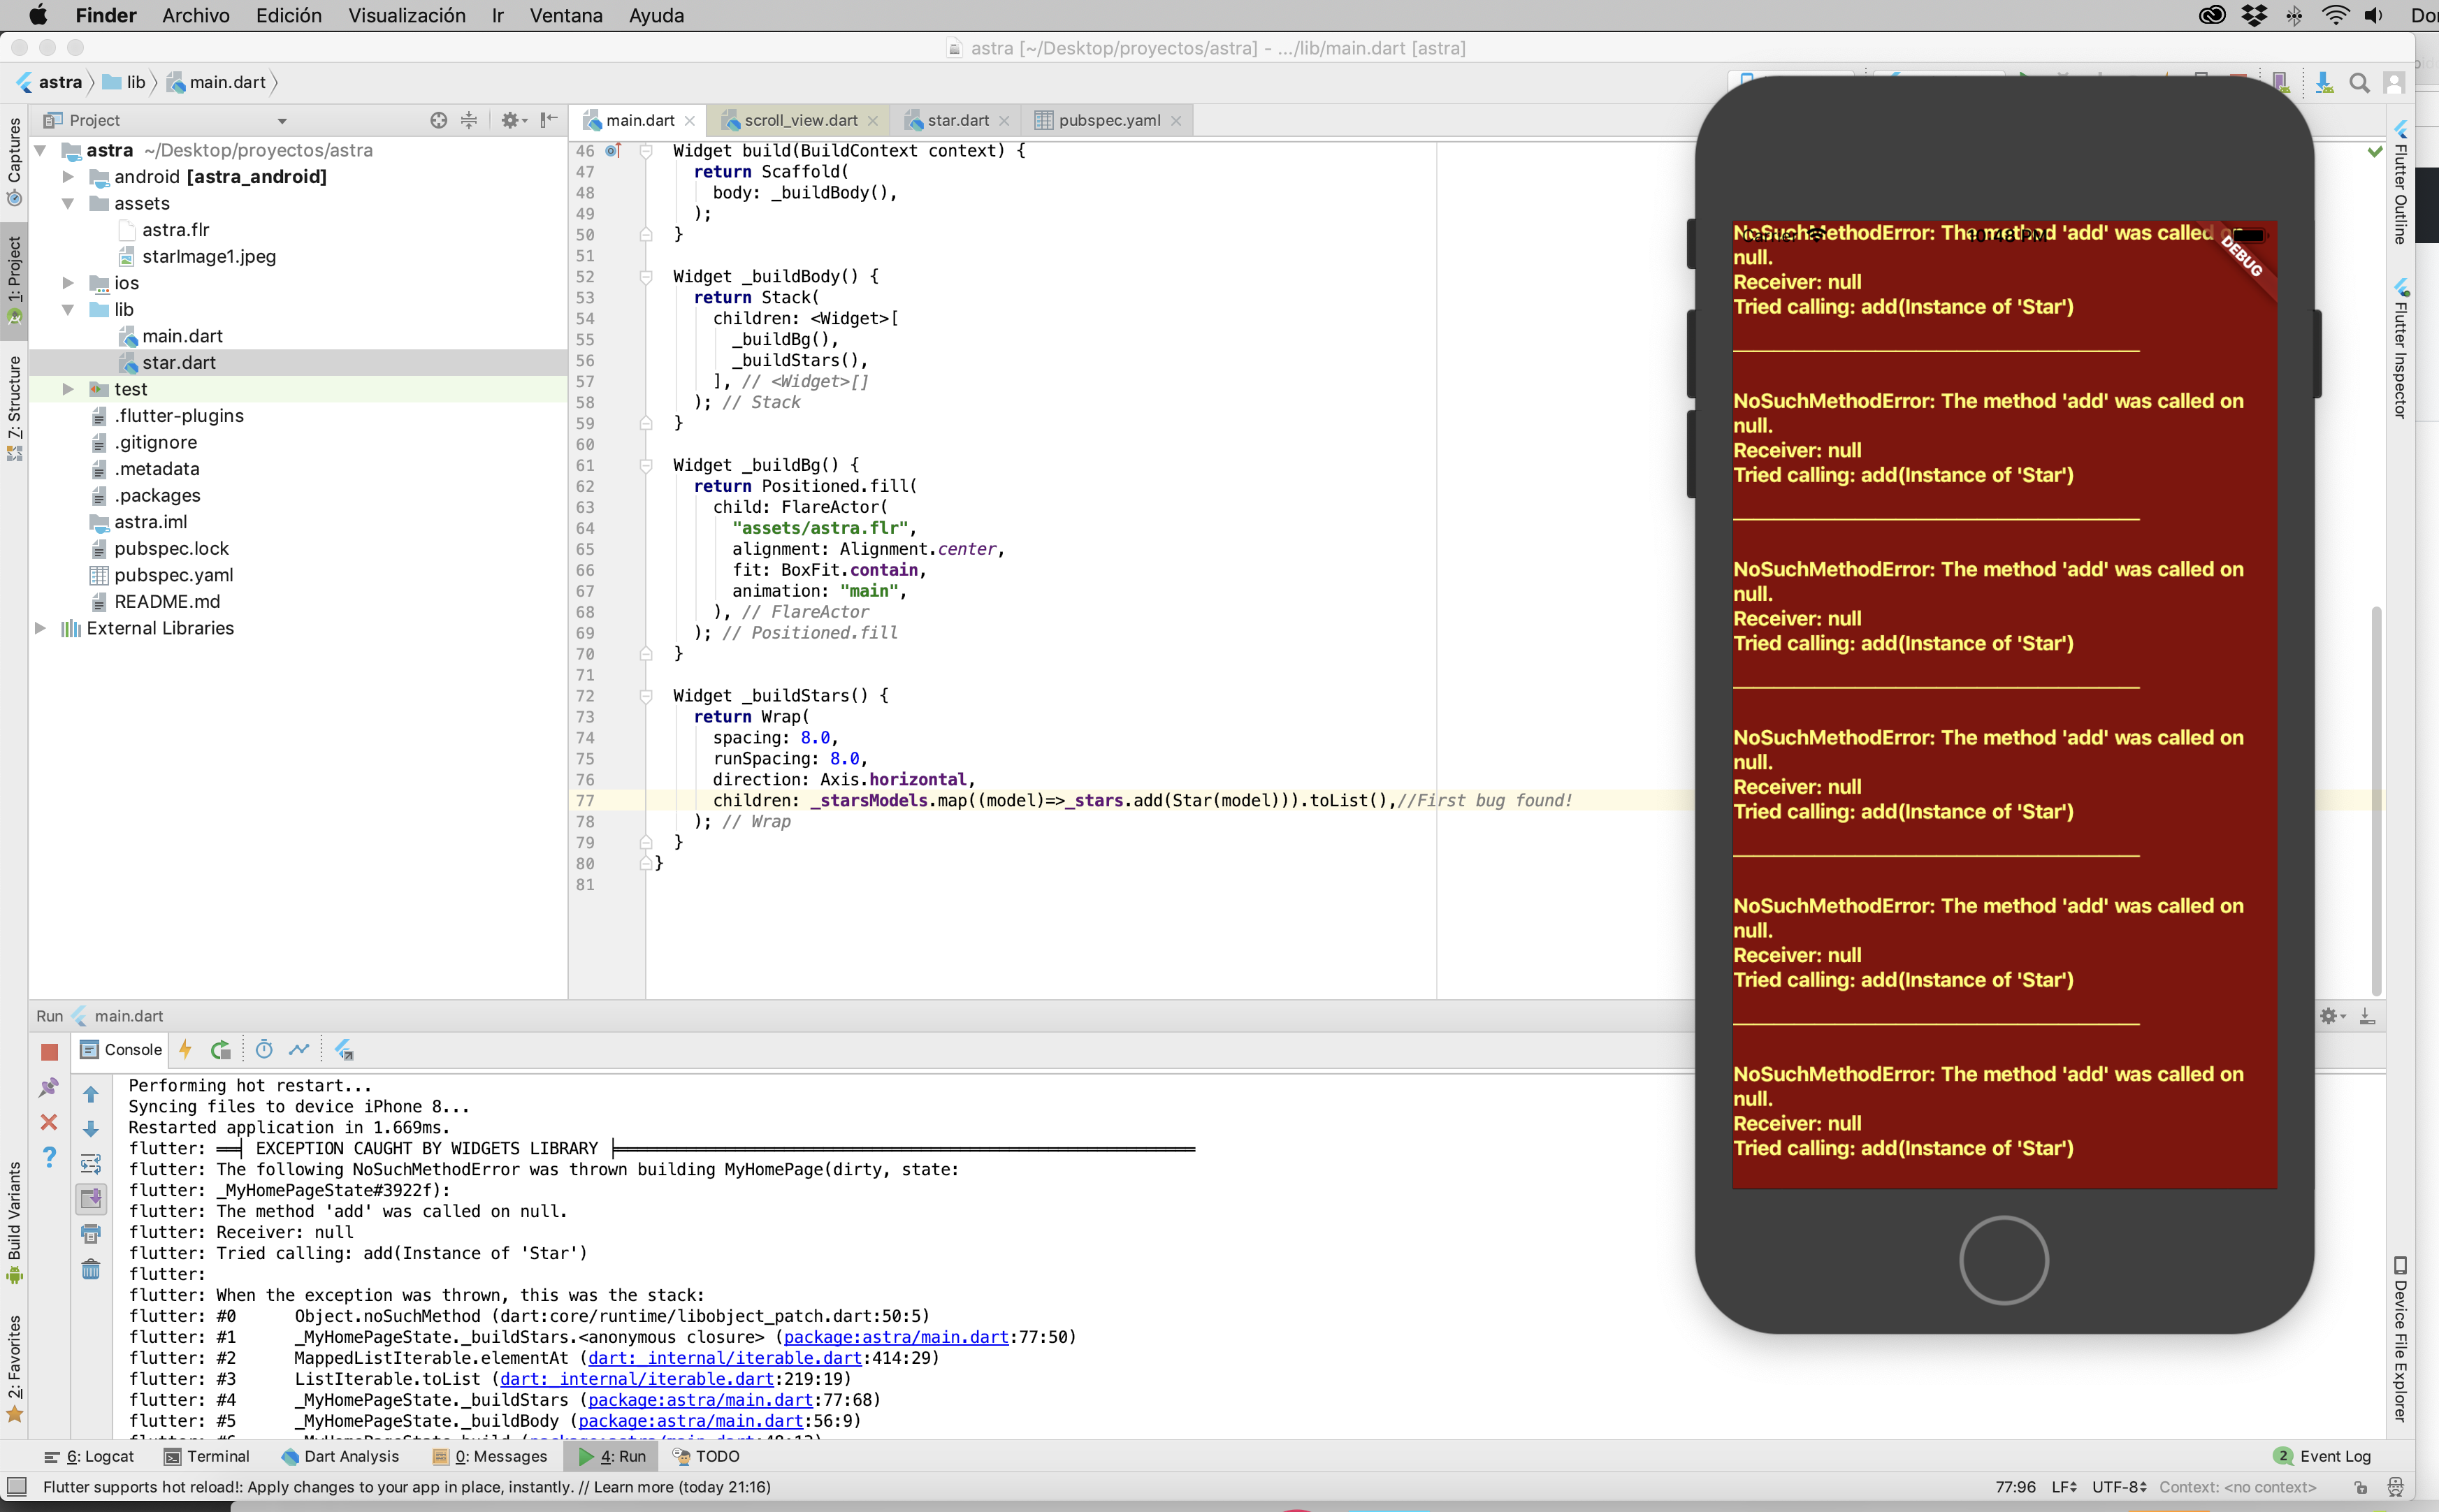 Finder Archivo Edición Visualización Ir Ventana Ayuda
astra [~/Desktop/proyectos/astra] - .../lib/main.dart [astra]
astra lib main.dart
Project
main.dart scroll_view.dart star.dart pubspec.yaml
Captures
1: Project
7: Structure
Build Variants
2: Favorites
astra ~/Desktop/proyectos/astra
android [astra_android]
assets
astra.flr
starImage1.jpeg
ios
lib
main.dart
star.dart
test
.flutter-plugins
.gitignore
.metadata
.packages
astra.iml
pubspec.lock
pubspec.yaml
README.md
External Libraries
46 Widget build(BuildContext context) {
47 return Scaffold(
48 body: _buildBody(),
49 );
50 }
51
52 Widget _buildBody() {
53 return Stack(
54 children: <Widget>[
55 _buildBg(),
56 _buildStars(),
57 ], // <Widget>[]
58 ); // Stack
59 }
60
61 Widget _buildBg() {
62 return Positioned.fill(
63 child: FlareActor(
64 "assets/astra.flr",
65 alignment: Alignment.center,
66 fit: BoxFit.contain,
67 animation: "main",
68 ), // FlareActor
69 ); // Positioned.fill
70 }
71
72 Widget _buildStars() {
73 return Wrap(
74 spacing: 8.0,
75 runSpacing: 8.0,
76 direction: Axis.horizontal,
77 children: _starsModels.map((model)=>_stars.add(Star(model))).toList(),//First bug found!
78 ); // Wrap
79 }
80 }
81
Carrier 10:48 PM
DEBUG
NoSuchMethodError: The method 'add' was called on
null.
Receiver: null
Tried calling: add(Instance of 'Star')
NoSuchMethodError: The method 'add' was called on
null.
Receiver: null
Tried calling: add(Instance of 'Star')
NoSuchMethodError: The method 'add' was called on
null.
Receiver: null
Tried calling: add(Instance of 'Star')
NoSuchMethodError: The method 'add' was called on
null.
Receiver: null
Tried calling: add(Instance of 'Star')
NoSuchMethodError: The method 'add' was called on
null.
Receiver: null
Tried calling: add(Instance of 'Star')
NoSuchMethodError: The method 'add' was called on
null.
Receiver: null
Tried calling: add(Instance of 'Star')
Flutter Outline
Flutter Inspector
Device File Explorer
Run main.dart
Console
Performing hot restart...
Syncing files to device iPhone 8...
Restarted application in 1.669ms.
flutter: ══╡ EXCEPTION CAUGHT BY WIDGETS LIBRARY ╞═══════════════════════════════════════════════════════════
flutter: The following NoSuchMethodError was thrown building MyHomePage(dirty, state:
flutter: _MyHomePageState#3922f):
flutter: The method 'add' was called on null.
flutter: Receiver: null
flutter: Tried calling: add(Instance of 'Star')
flutter:
flutter: When the exception was thrown, this was the stack:
flutter: #0 Object.noSuchMethod (dart:core/runtime/libobject_patch.dart:50:5)
flutter: #1 _MyHomePageState._buildStars.<anonymous closure> (package:astra/main.dart:77:50)
flutter: #2 MappedListIterable.elementAt (dart:_internal/iterable.dart:414:29)
flutter: #3 ListIterable.toList (dart:_internal/iterable.dart:219:19)
flutter: #4 _MyHomePageState._buildStars (package:astra/main.dart:77:68)
flutter: #5 _MyHomePageState._buildBody (package:astra/main.dart:56:9)
6: Logcat Terminal Dart Analysis 0: Messages 4: Run TODO 2 Event Log
Flutter supports hot reload!: Apply changes to your app in place, instantly. // Learn more (today 21:16) 77:96 LF UTF-8 Context: <no context>